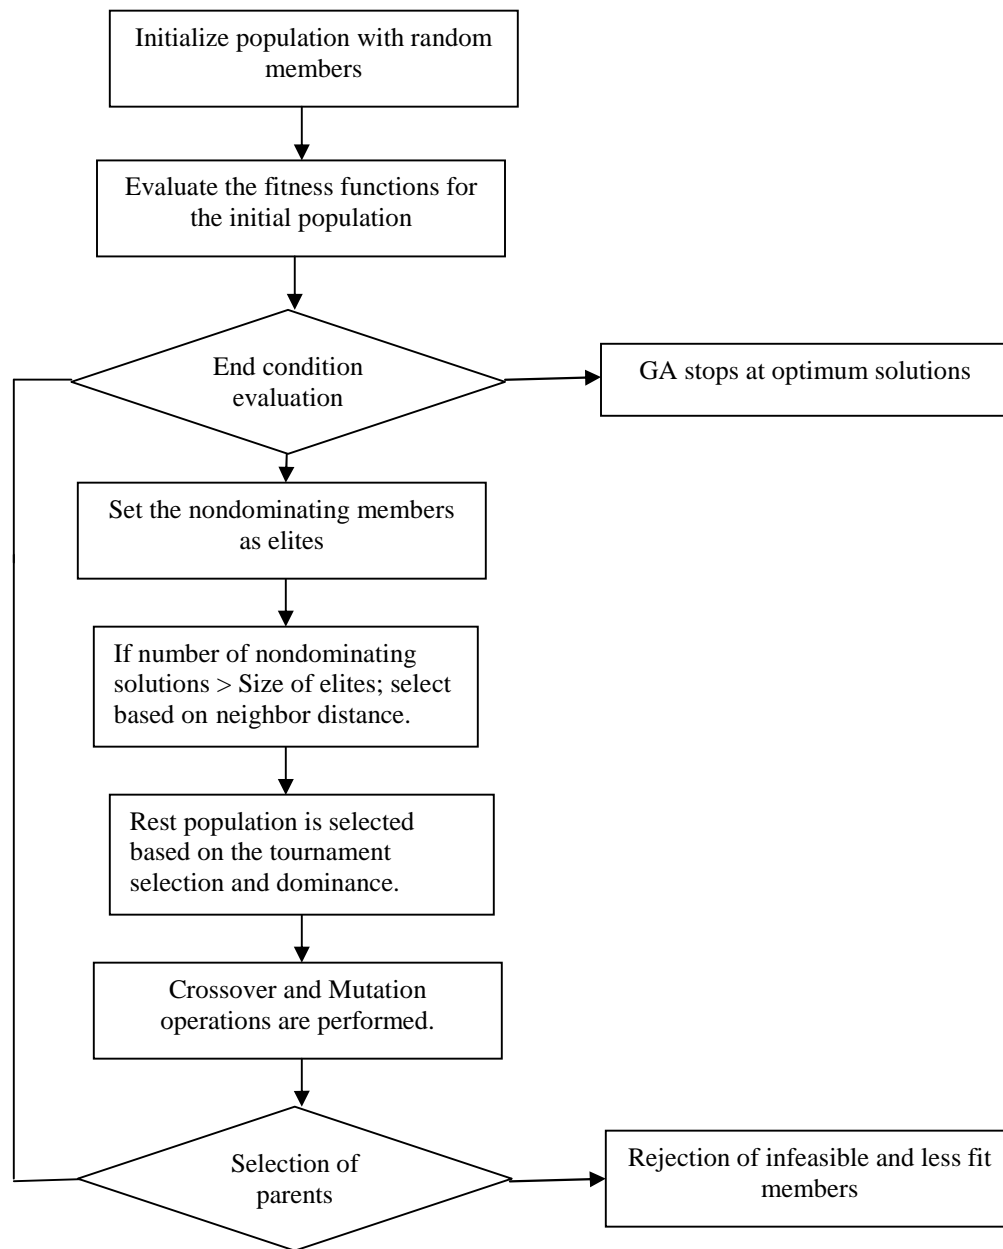 Initialize population with random
members
Evaluate the fitness functions for
the initial population
End condition
evaluation
GA stops at optimum solutions
Set the nondominating members
as elites
If number of nondominating
solutions > Size of elites; select
based on neighbor distance.
Rest population is selected
based on the tournament
selection and dominance.
Crossover and Mutation
operations are performed.
Selection of
parents
Rejection of infeasible and less fit
members